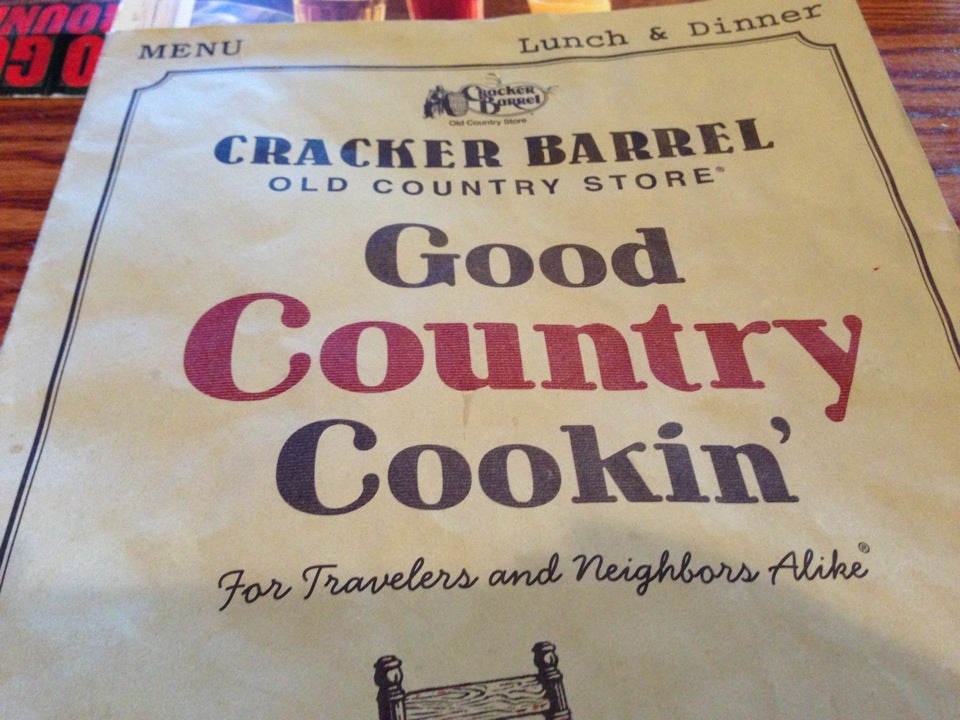 MENU
Lunch & Dinner
Cracker
Barrel
Old Country Store
CRACKER BARREL
OLD COUNTRY STORE®
Good
Country
Cookin'
For Travelers and Neighbors Alike®